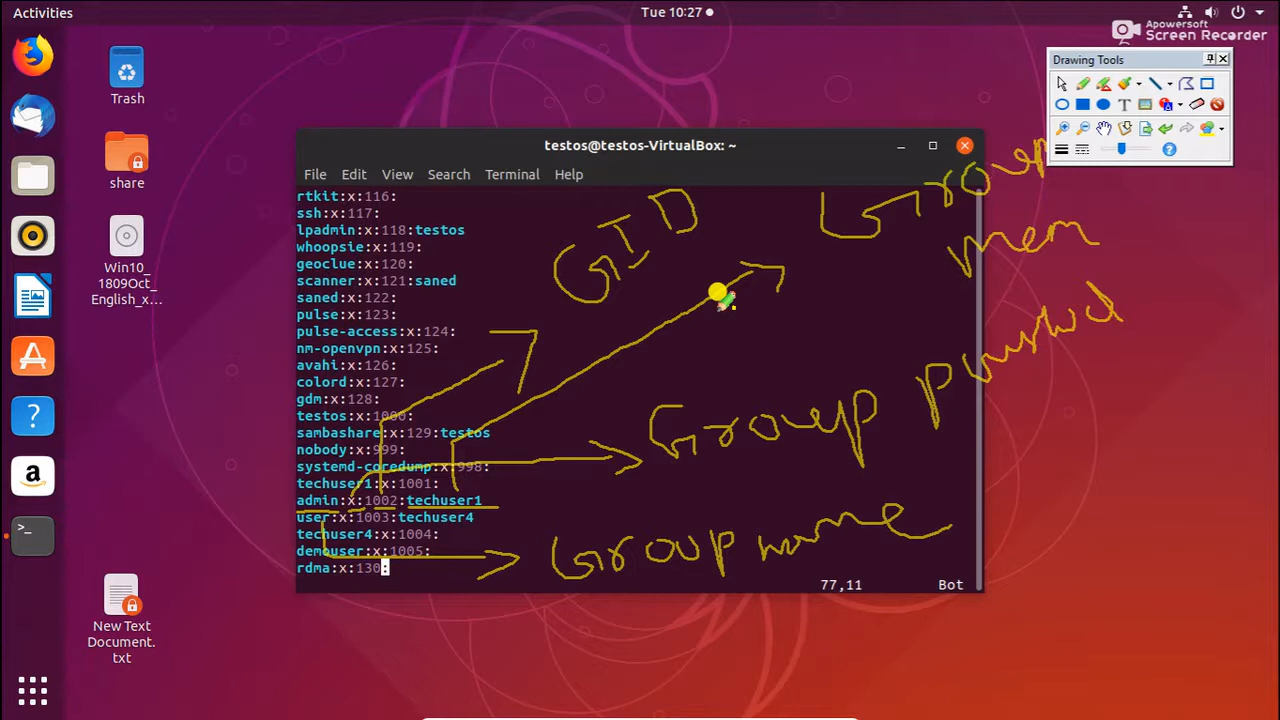 Activities
Tue 10:27
Apowersoft
Screen Recorder
Drawing Tools
Trash
share
Win10_
1809Oct_
English_x...
New Text
Document.
txt
testos@testos-VirtualBox: ~
File Edit View Search Terminal Help
rtkit:x:116:
ssh:x:117:
lpadmin:x:118:testos
whoopsie:x:119:
geoclue:x:120:
scanner:x:121:saned
saned:x:122:
pulse:x:123:
pulse-access:x:124:
nm-openvpn:x:125:
avahi:x:126:
colord:x:127:
gdm:x:128:
testos:x:1000:
sambashare:x:129:testos
nobody:x:999:
systemd-coredump:x:998:
techuser1:x:1001:
admin:x:1002:techuser1
user:x:1003:techuser4
techuser4:x:1004:
demouser:x:1005:
rdma:x:130:
77,11 Bot
GID
Group
mem
Group
Group name